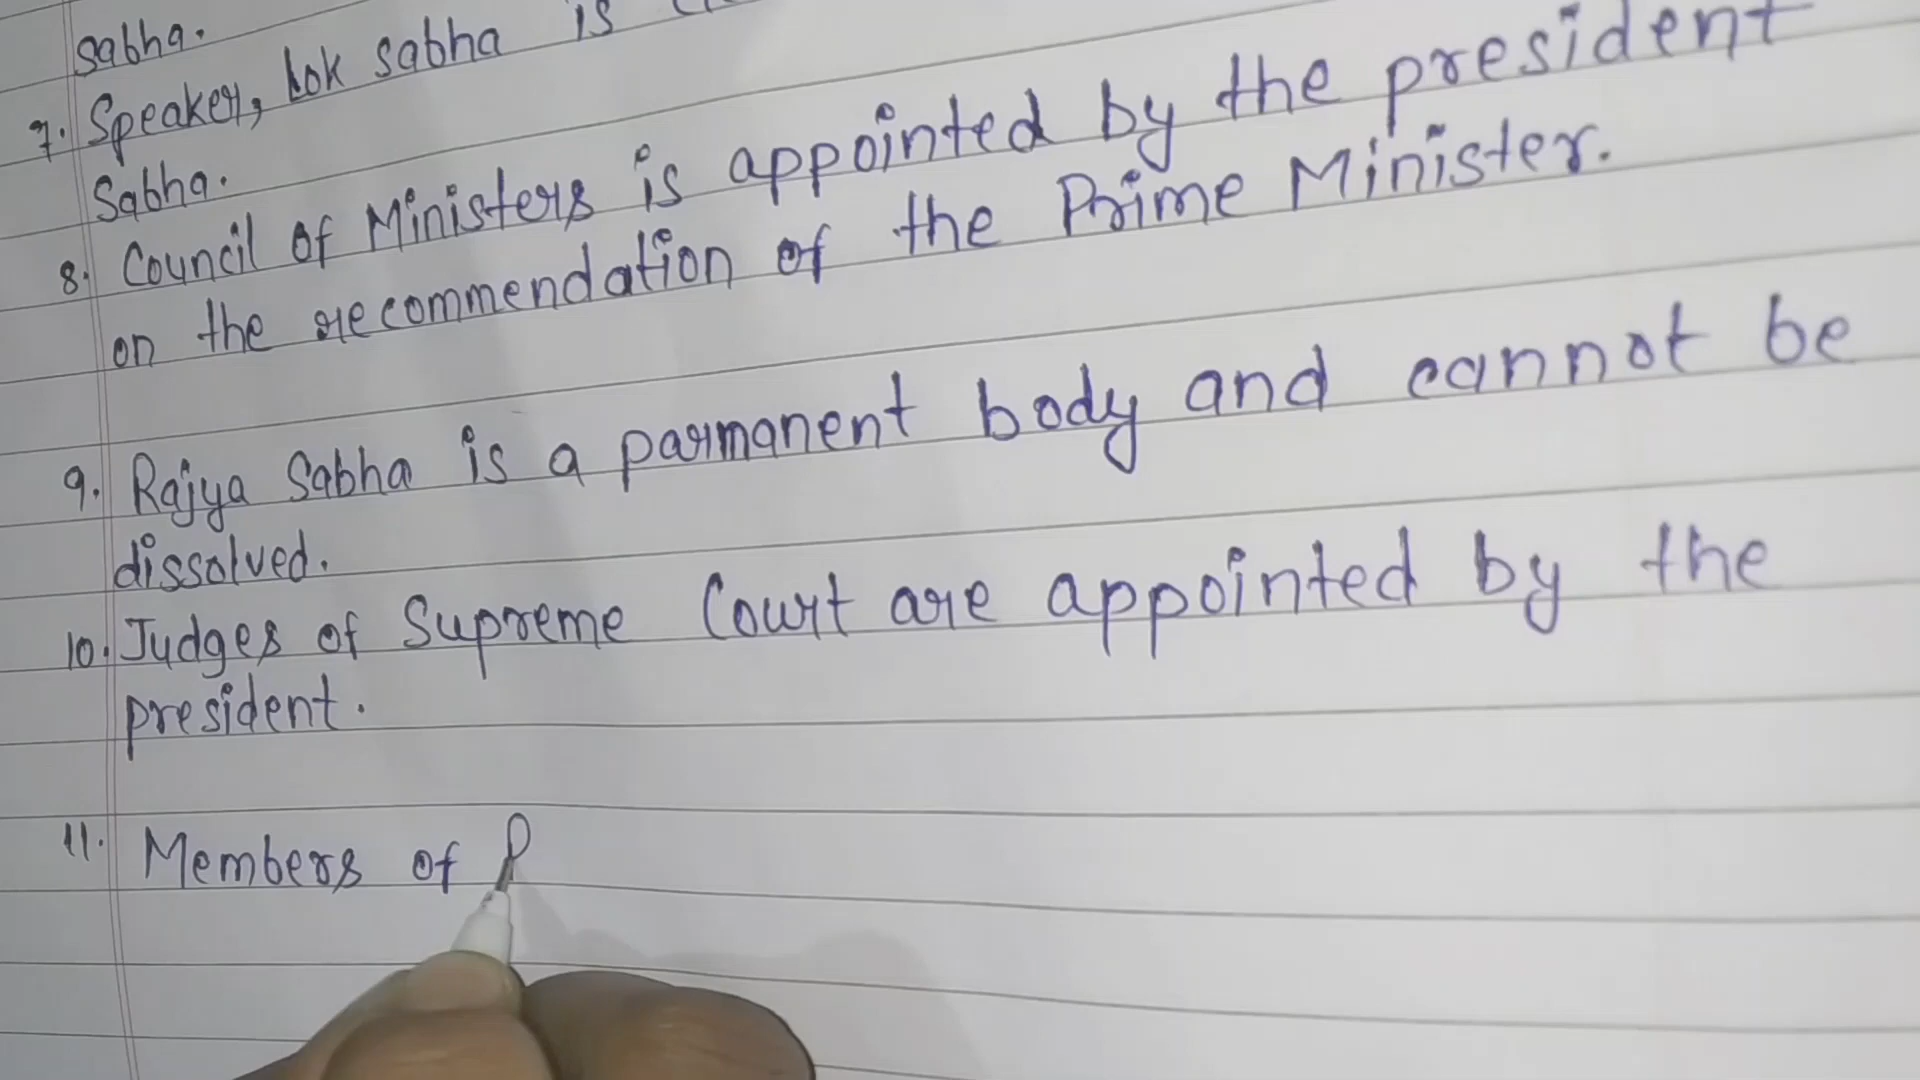 sabha.
7. Speaker, Lok sabha is
Sabha.
8. Council of Ministers is appointed by the president
on the recommendation of the Prime Minister.
9. Rajya Sabha is a parmanent body and cannot be
dissolved.
10. Judges of Supreme Court are appointed by the
president.
11. Members of P